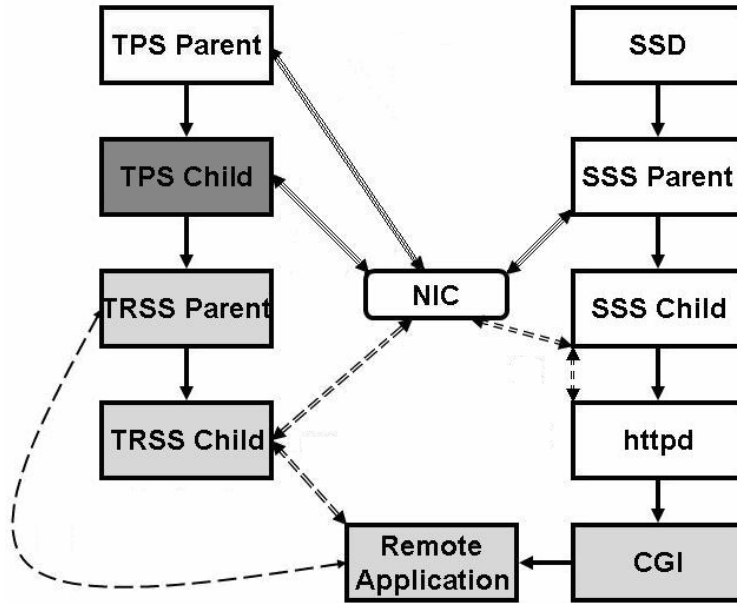 TPS Parent
SSD
TPS Child
SSS Parent
TRSS Parent
NIC
SSS Child
TRSS Child
httpd
Remote
Application
CGI